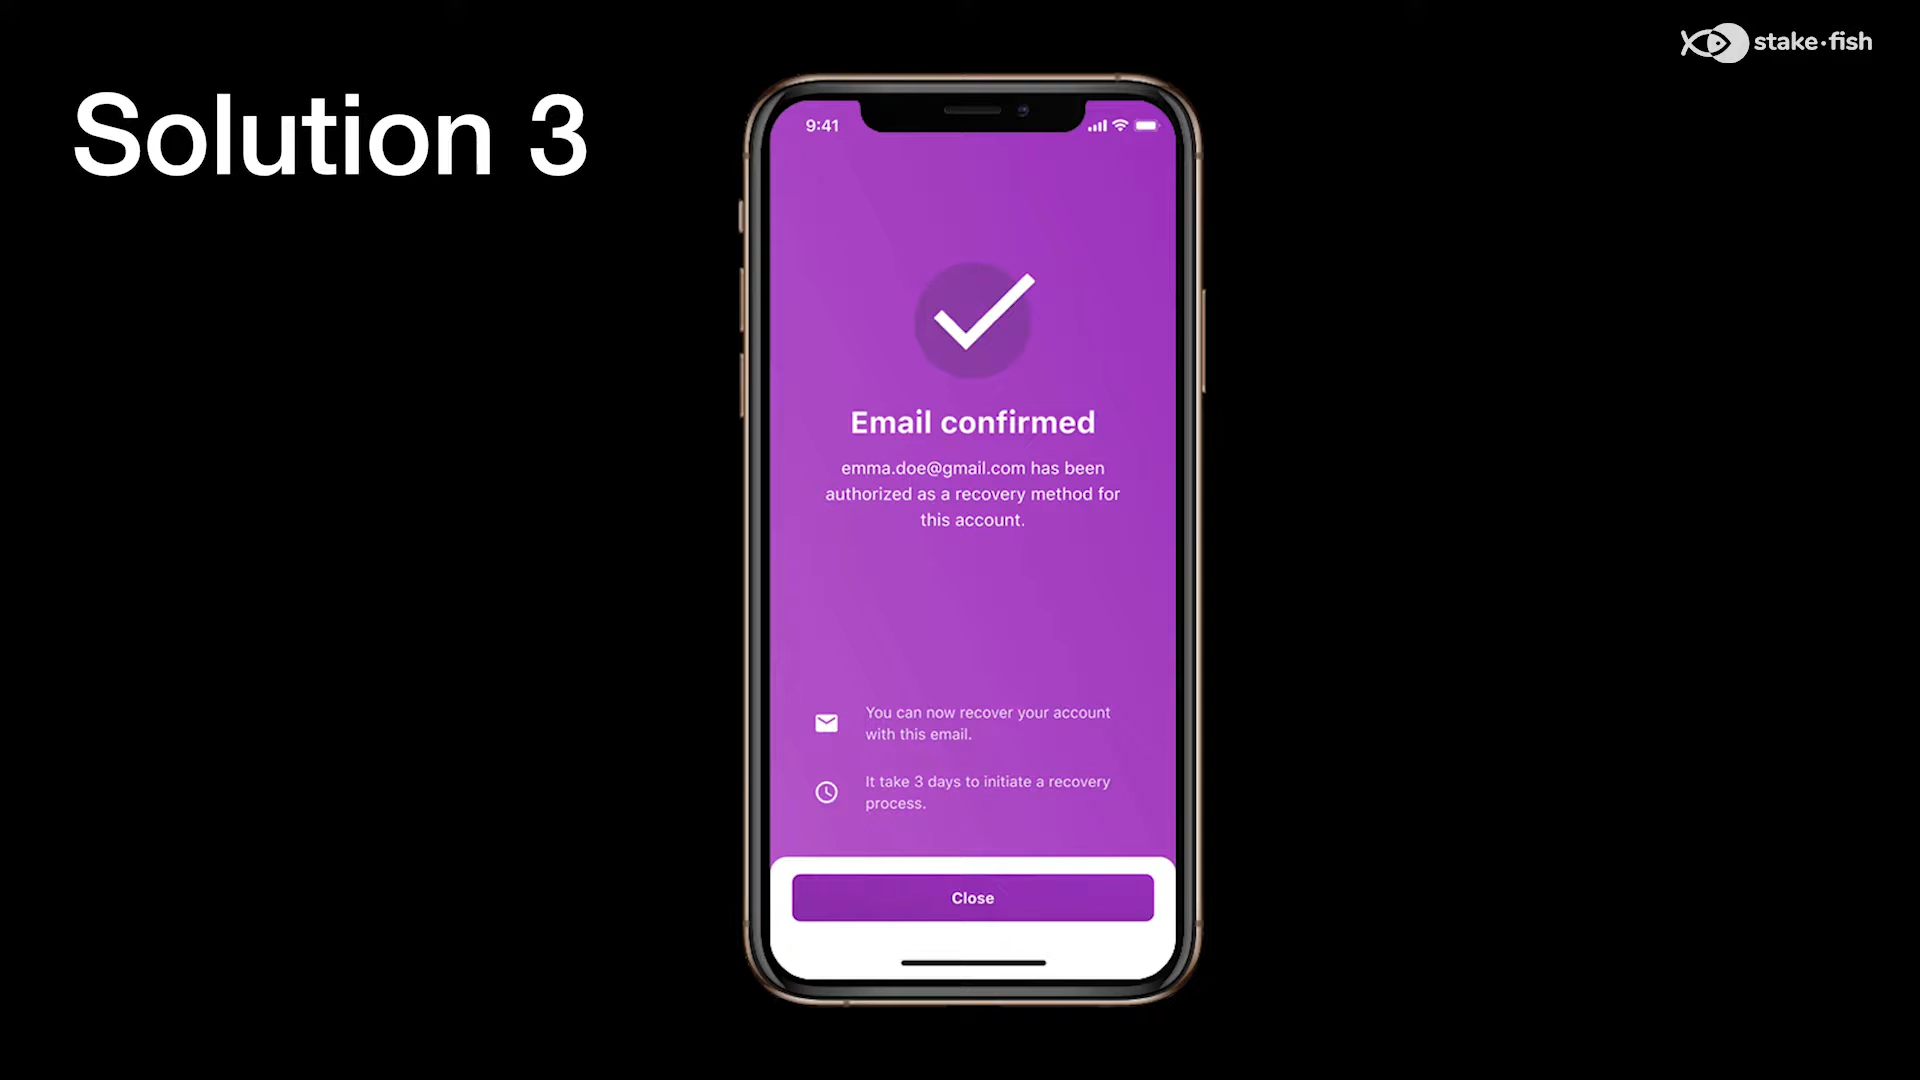 stake·fish
Solution 3
9:41
Email confirmed
emma.doe@gmail.com has been
authorized as a recovery method for
this account.
You can now recover your account
with this email.
It take 3 days to initiate a recovery
process.
Close